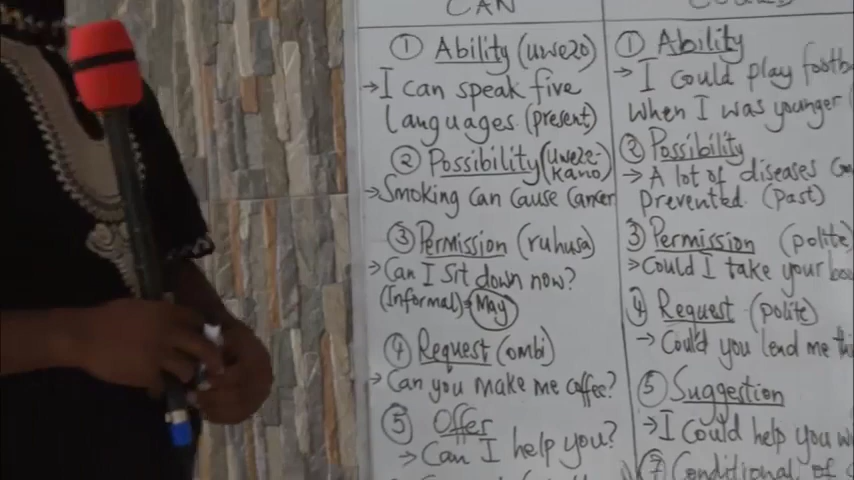 CAN
① Ability (uwezo)
→ I can speak five
languages. (present)
② Possibility (uweze-
kano)
→ Smoking can cause cancer
③ Permission (ruhusa)
→ Can I sit down now?
(Informal) → May
④ Request (ombi)
→ Can you make me coffee?
⑤ Offer
→ Can I help you?
① Ability
→ I could play
when I was younger
② Possibility
→ A lot of diseases
prevented. (past)
③ Permission (polite)
→ Could I take your
④ Request (polite)
→ Could you lend me
⑤ Suggestion
→ I could help you
⑦ Conditional of